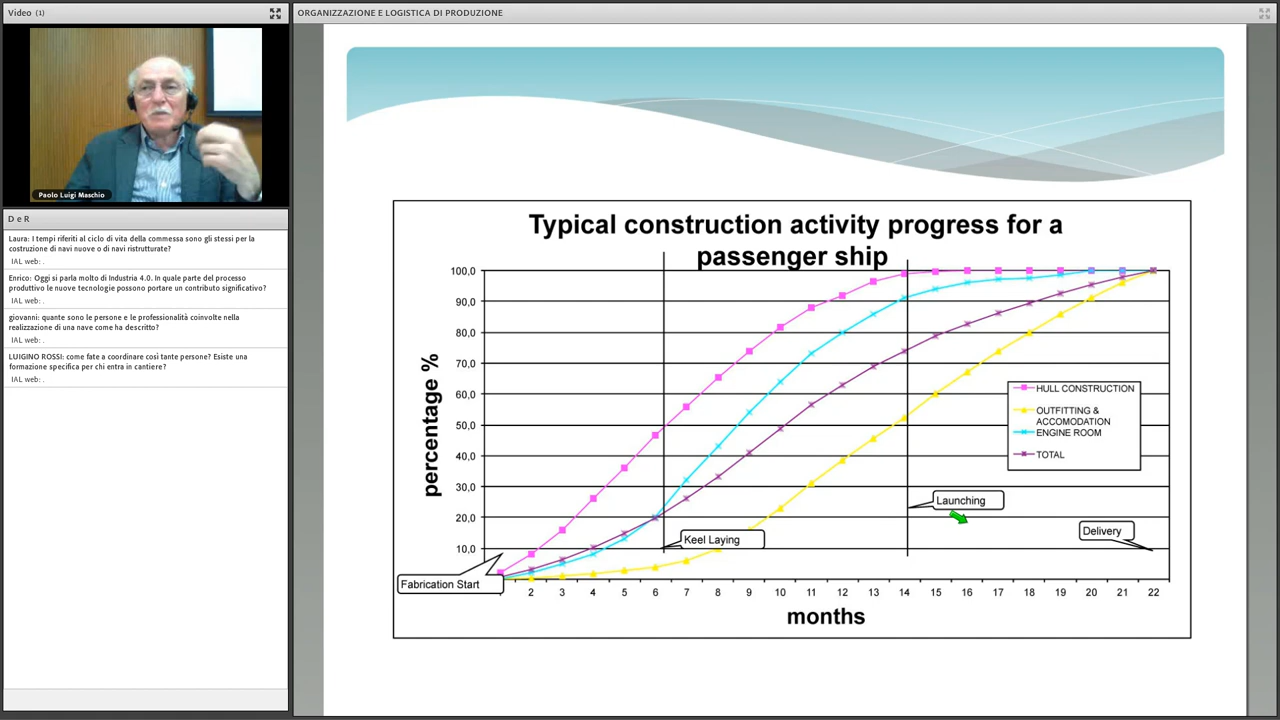 Video (1)
ORGANIZZAZIONE E LOGISTICA DI PRODUZIONE
Paolo Luigi Maschio
D e R
Laura: I tempi riferiti al ciclo di vita della commessa sono gli stessi per la
costruzione di navi nuove o di navi ristrutturate?
IAL web: .
Enrico: Oggi si parla molto di Industria 4.0. In quale parte del processo
produttivo le nuove tecnologie possono portare un contributo significativo?
IAL web: .
giovanni: quante sono le persone e le professionalità coinvolte nella
realizzazione di una nave come ha descritto?
IAL web: .
LUIGINO ROSSI: come fate a coordinare così tante persone? Esiste una
formazione specifica per chi entra in cantiere?
IAL web: .
Typical construction activity progress for a
passenger ship
percentage %
100,0
90,0
80,0
70,0
60,0
50,0
40,0
30,0
20,0
10,0
HULL CONSTRUCTION
OUTFITTING &
ACCOMODATION
ENGINE ROOM
TOTAL
Launching
Delivery
Keel Laying
Fabrication Start
2 3 4 5 6 7 8 9 10 11 12 13 14 15 16 17 18 19 20 21 22
months